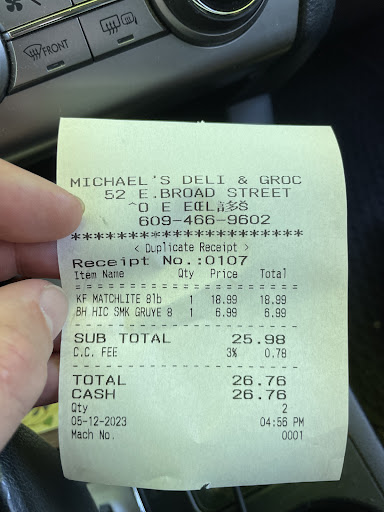 FRONT
MICHAEL'S DELI & GROC
52 E.BROAD STREET
609-466-9602
*********************
< Duplicate Receipt >
Receipt No.:0107
Item Name Qty Price Total
KF MATCHLITE 8lb 1 18.99 18.99
BH HIC SMK GRUYE 8 1 6.99 6.99
SUB TOTAL 25.98
C.C. FEE 3% 0.78
TOTAL 26.76
CASH 26.76
Qty 2
05-12-2023 04:56 PM
Mach No. 0001